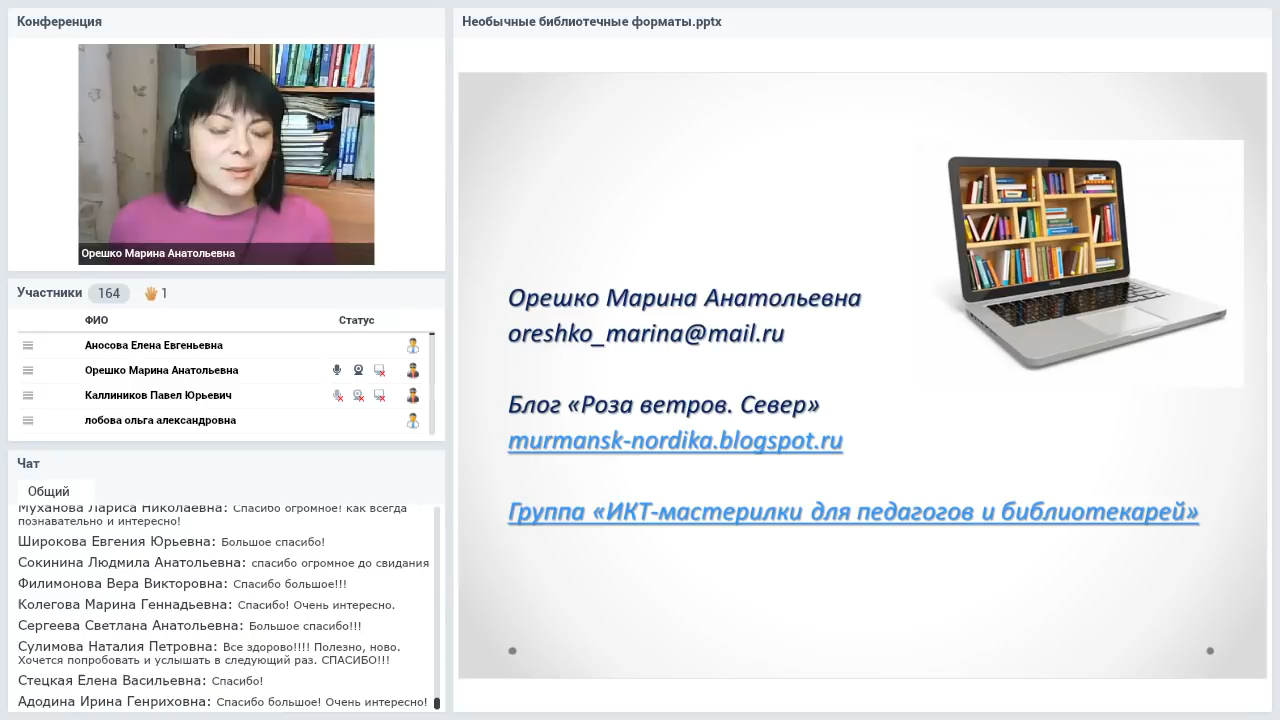 Конференция
Орешко Марина Анатольевна
Участники 164 1
ФИО Статус
Аносова Елена Евгеньевна
Орешко Марина Анатольевна
Каллиников Павел Юрьевич
лобова ольга александровна
Чат
Общий
Муханова Лариса Николаевна: Спасибо огромное! как всегда
познавательно и интересно!
Широкова Евгения Юрьевна: Большое спасибо!
Сокинина Людмила Анатольевна: спасибо огромное до свидания
Филимонова Вера Викторовна: Спасибо большое!!!
Колегова Марина Геннадьевна: Спасибо! Очень интересно.
Сергеева Светлана Анатольевна: Большое спасибо!!!
Сулимова Наталия Петровна: Все здорово!!!! Полезно, ново.
Хочется попробовать и услышать в следующий раз. СПАСИБО!!!
Стецкая Елена Васильевна: Спасибо!
Ададина Ирина Генриховна: Спасибо большое! Очень интересно!
Необычные библиотечные форматы.pptx
Орешко Марина Анатольевна
oreshko_marina@mail.ru
Блог «Роза ветров. Север»
murmansk-nordika.blogspot.ru
Группа «ИКТ-мастерилки для педагогов и библиотекарей»